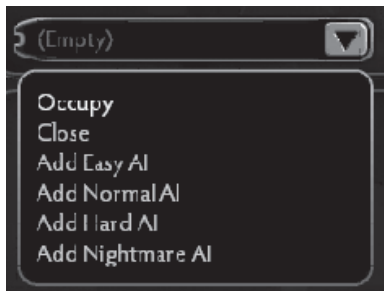 (Empty)
Occupy
Close
Add Easy AI
Add Normal AI
Add Hard AI
Add Nightmare AI